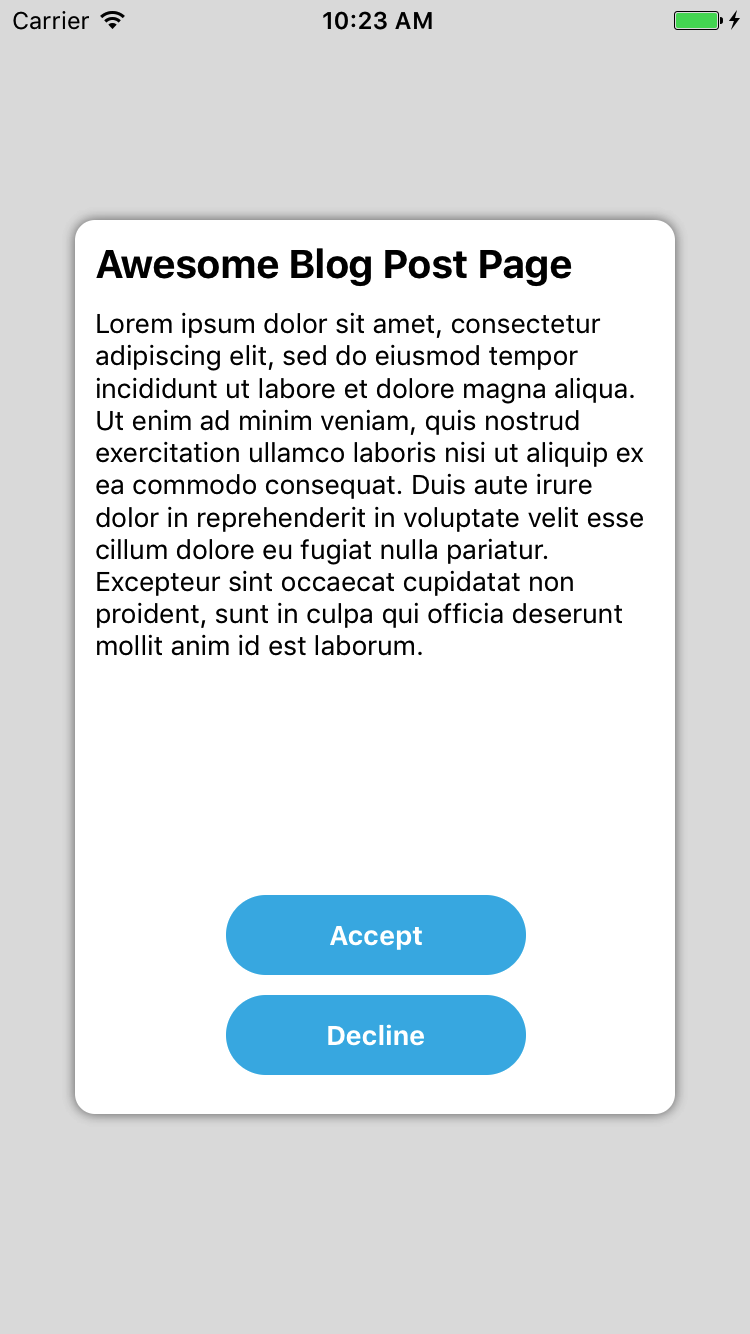 Carrier 10:23 AM
Awesome Blog Post Page
Lorem ipsum dolor sit amet, consectetur
adipiscing elit, sed do eiusmod tempor
incididunt ut labore et dolore magna aliqua.
Ut enim ad minim veniam, quis nostrud
exercitation ullamco laboris nisi ut aliquip ex
ea commodo consequat. Duis aute irure
dolor in reprehenderit in voluptate velit esse
cillum dolore eu fugiat nulla pariatur.
Excepteur sint occaecat cupidatat non
proident, sunt in culpa qui officia deserunt
mollit anim id est laborum.
Accept
Decline